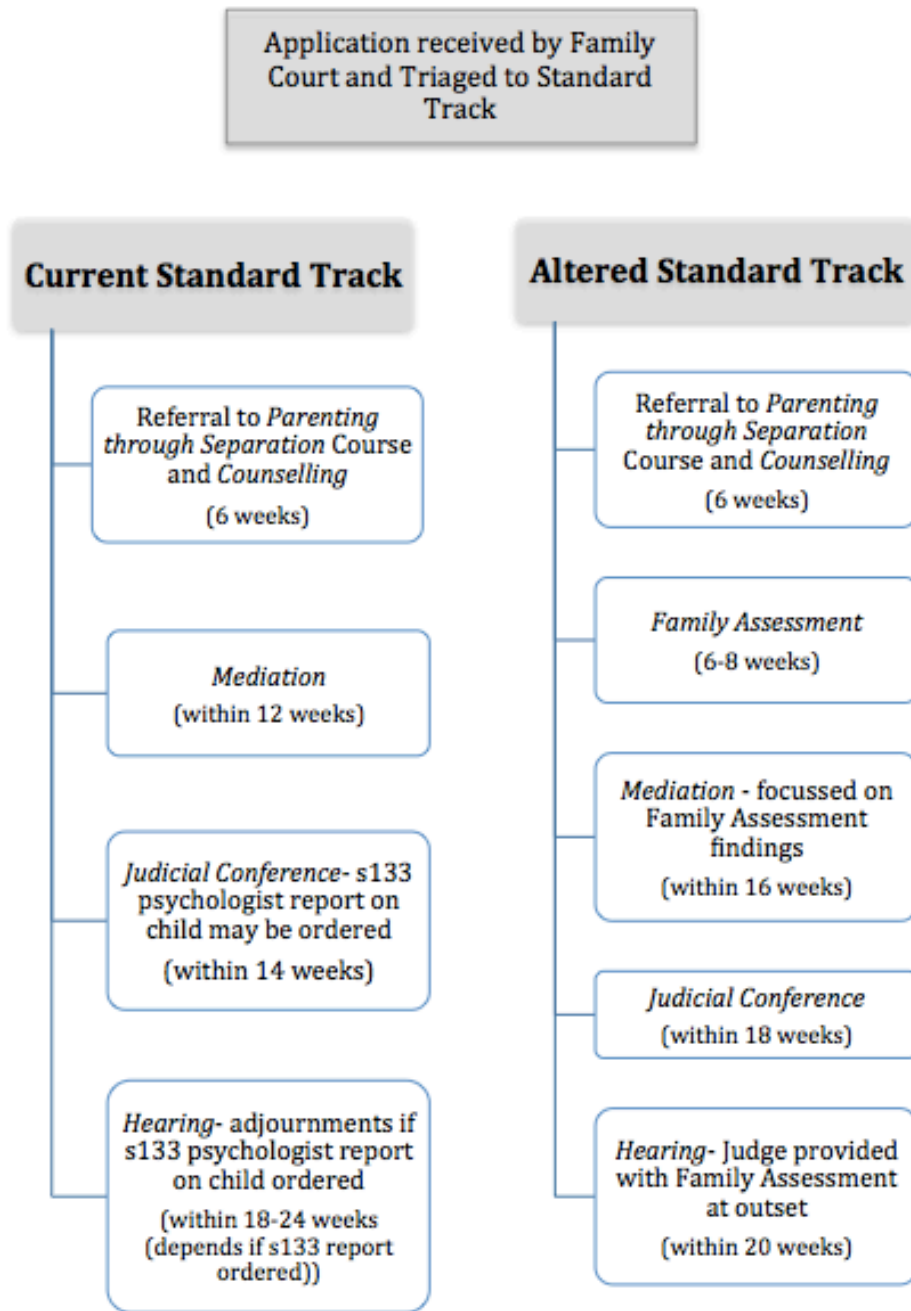 Application received by Family
Court and Triaged to Standard
Track
Current Standard Track
Referral to Parenting
through Separation Course
and Counselling
(6 weeks)
Mediation
(within 12 weeks)
Judicial Conference- s133
psychologist report on
child may be ordered
(within 14 weeks)
Hearing- adjournments if
s133 psychologist report
on child ordered
(within 18-24 weeks
(depends if s133 report
ordered))
Altered Standard Track
Referral to Parenting
through Separation
Course and Counselling
(6 weeks)
Family Assessment
(6-8 weeks)
Mediation - focussed on
Family Assessment
findings
(within 16 weeks)
Judicial Conference
(within 18 weeks)
Hearing- Judge provided
with Family Assessment
at outset
(within 20 weeks)